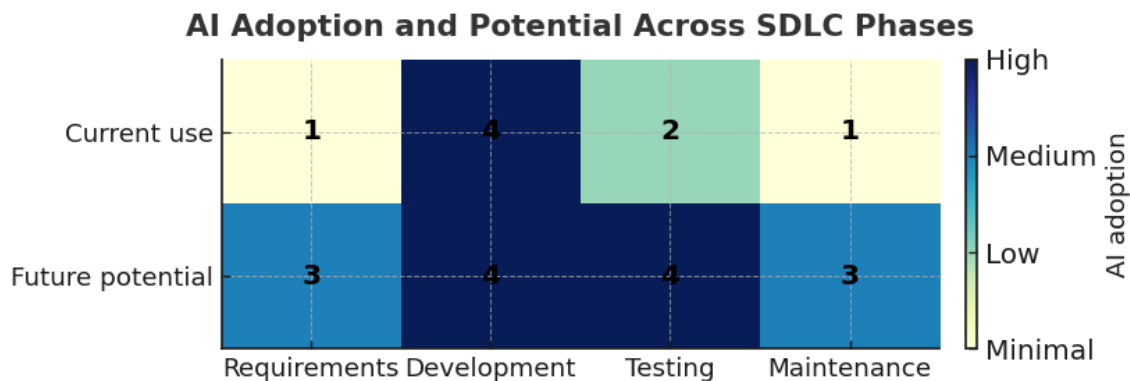 AI Adoption and Potential Across SDLC Phases
High
Current use 1 4 2 1
Medium
AI adoption
Low
Future potential 3 4 4 3
Minimal
Requirements Development Testing Maintenance